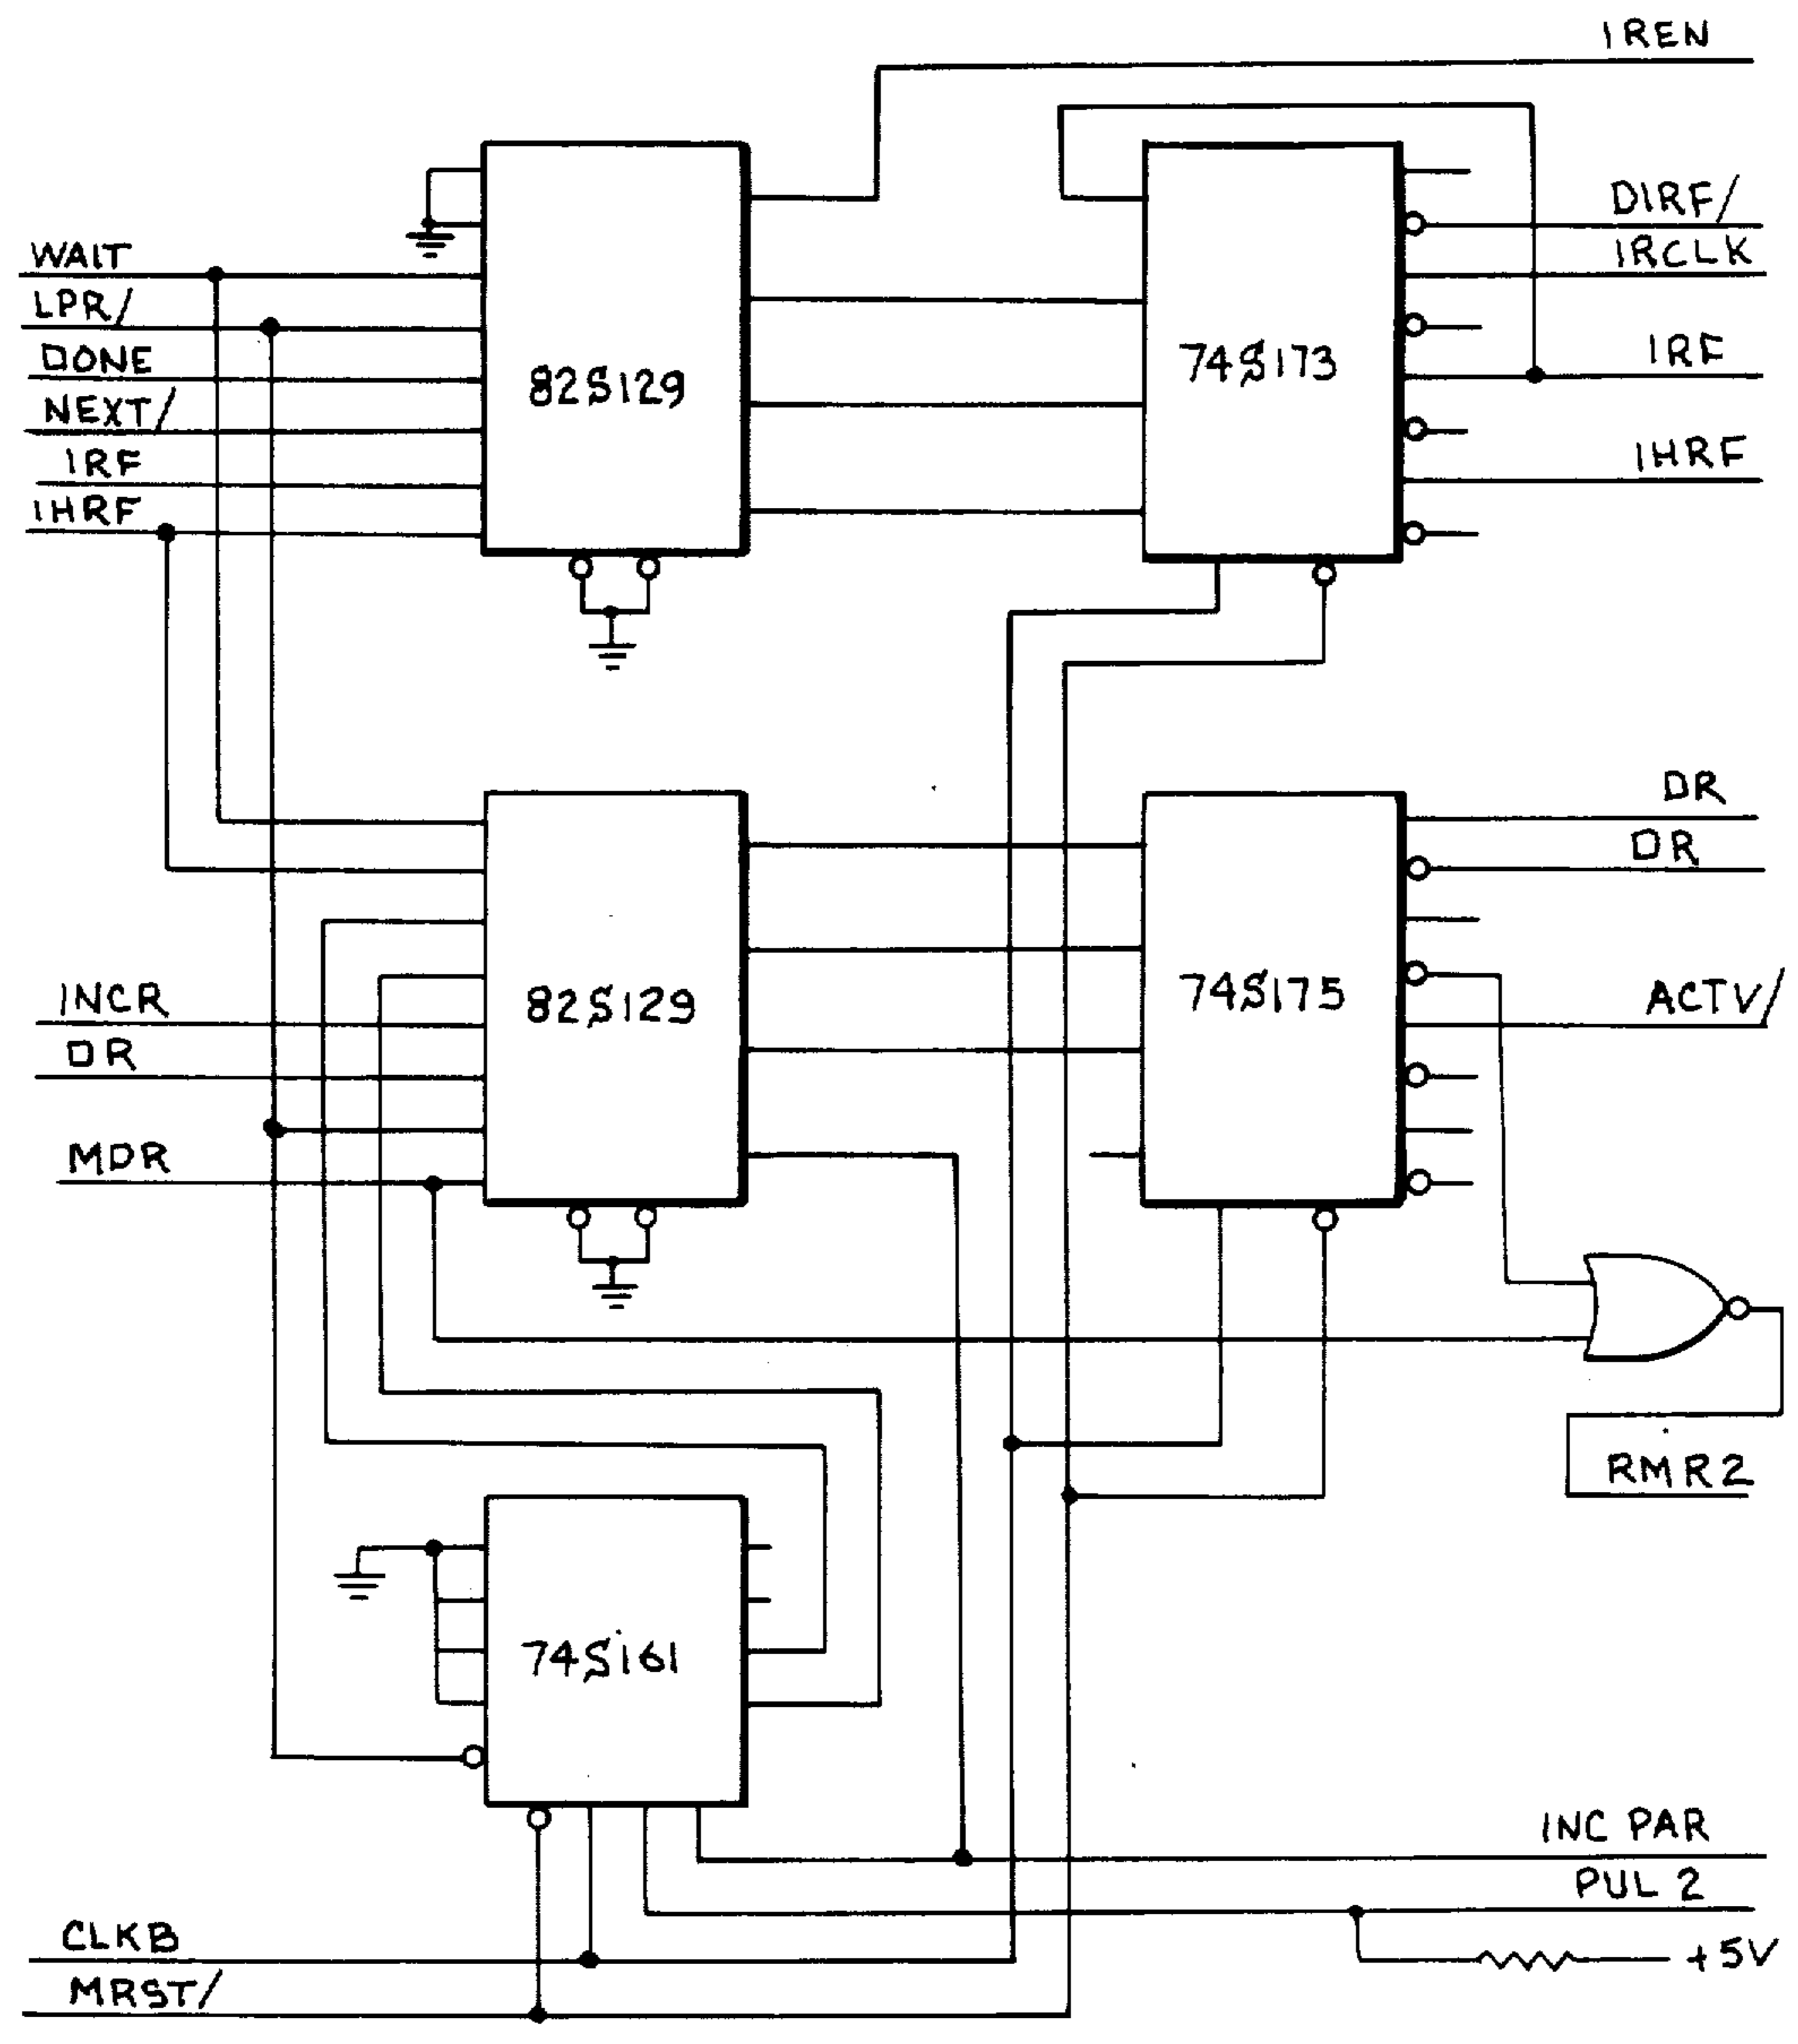 IREN
DIRF/
WAIT
IRCLK
LPR/
DONE
82S129
74S173
IRF
NEXT/
IRF
IHRF
IHRF
DR
DR
INCR
82S129
74S175
ACTV/
DR
MDR
RMR2
74S161
INC PAR
PUL 2
CLKB
+5V
MRST/